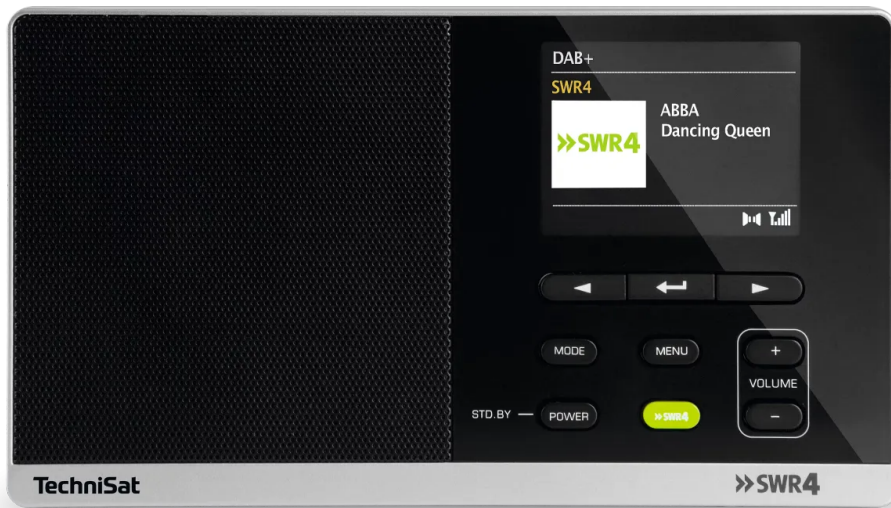 DAB+
SWR4
SWR4
ABBA
Dancing Queen
MODE
MENU
+
VOLUME
-
STD.BY
POWER
SWR4
TechniSat
SWR4